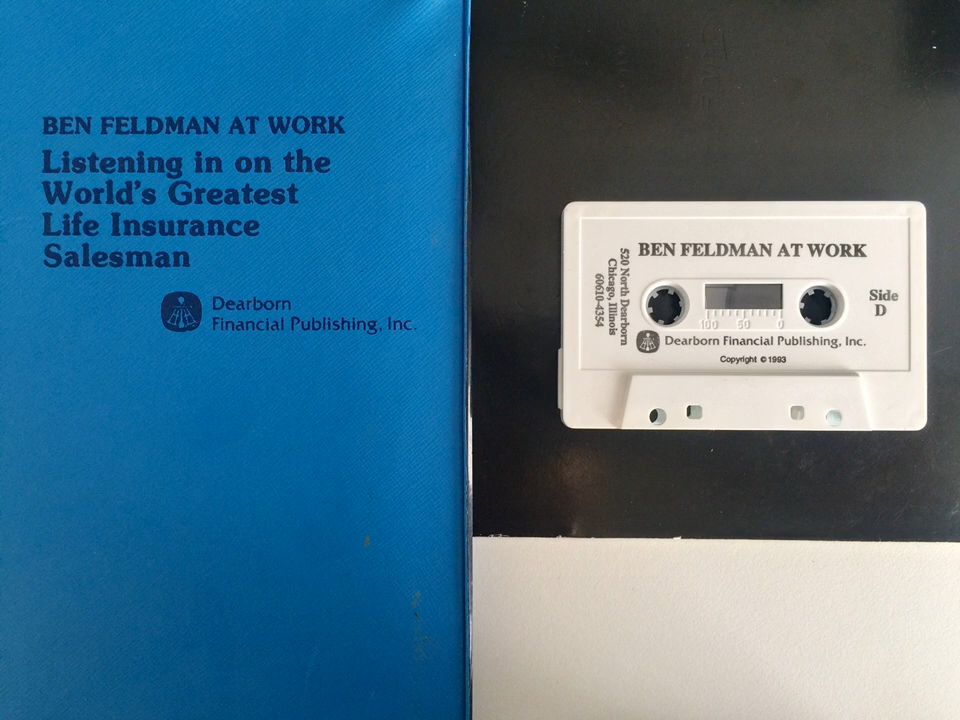 BEN FELDMAN AT WORK
Listening in on the
World's Greatest
Life Insurance
Salesman
Dearborn
Financial Publishing, Inc.
BEN FELDMAN AT WORK
520 North Dearborn
Chicago, Illinois
60610-4354
Side
D
100 50 0
Dearborn Financial Publishing, Inc.
Copyright © 1993